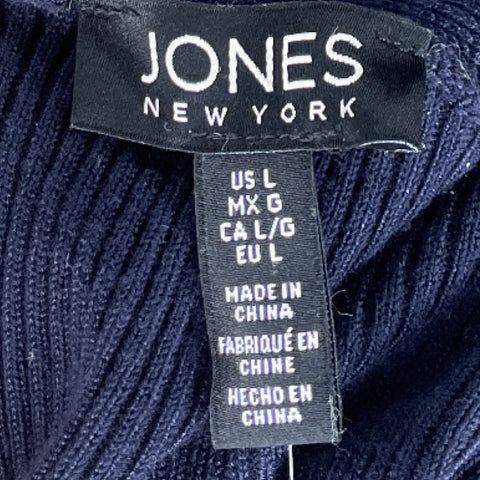 JONES
NEW YORK
US L
MX G
CA L/G
EU L
MADE IN
CHINA
FABRIQUÉ EN
CHINE
HECHO EN
CHINA